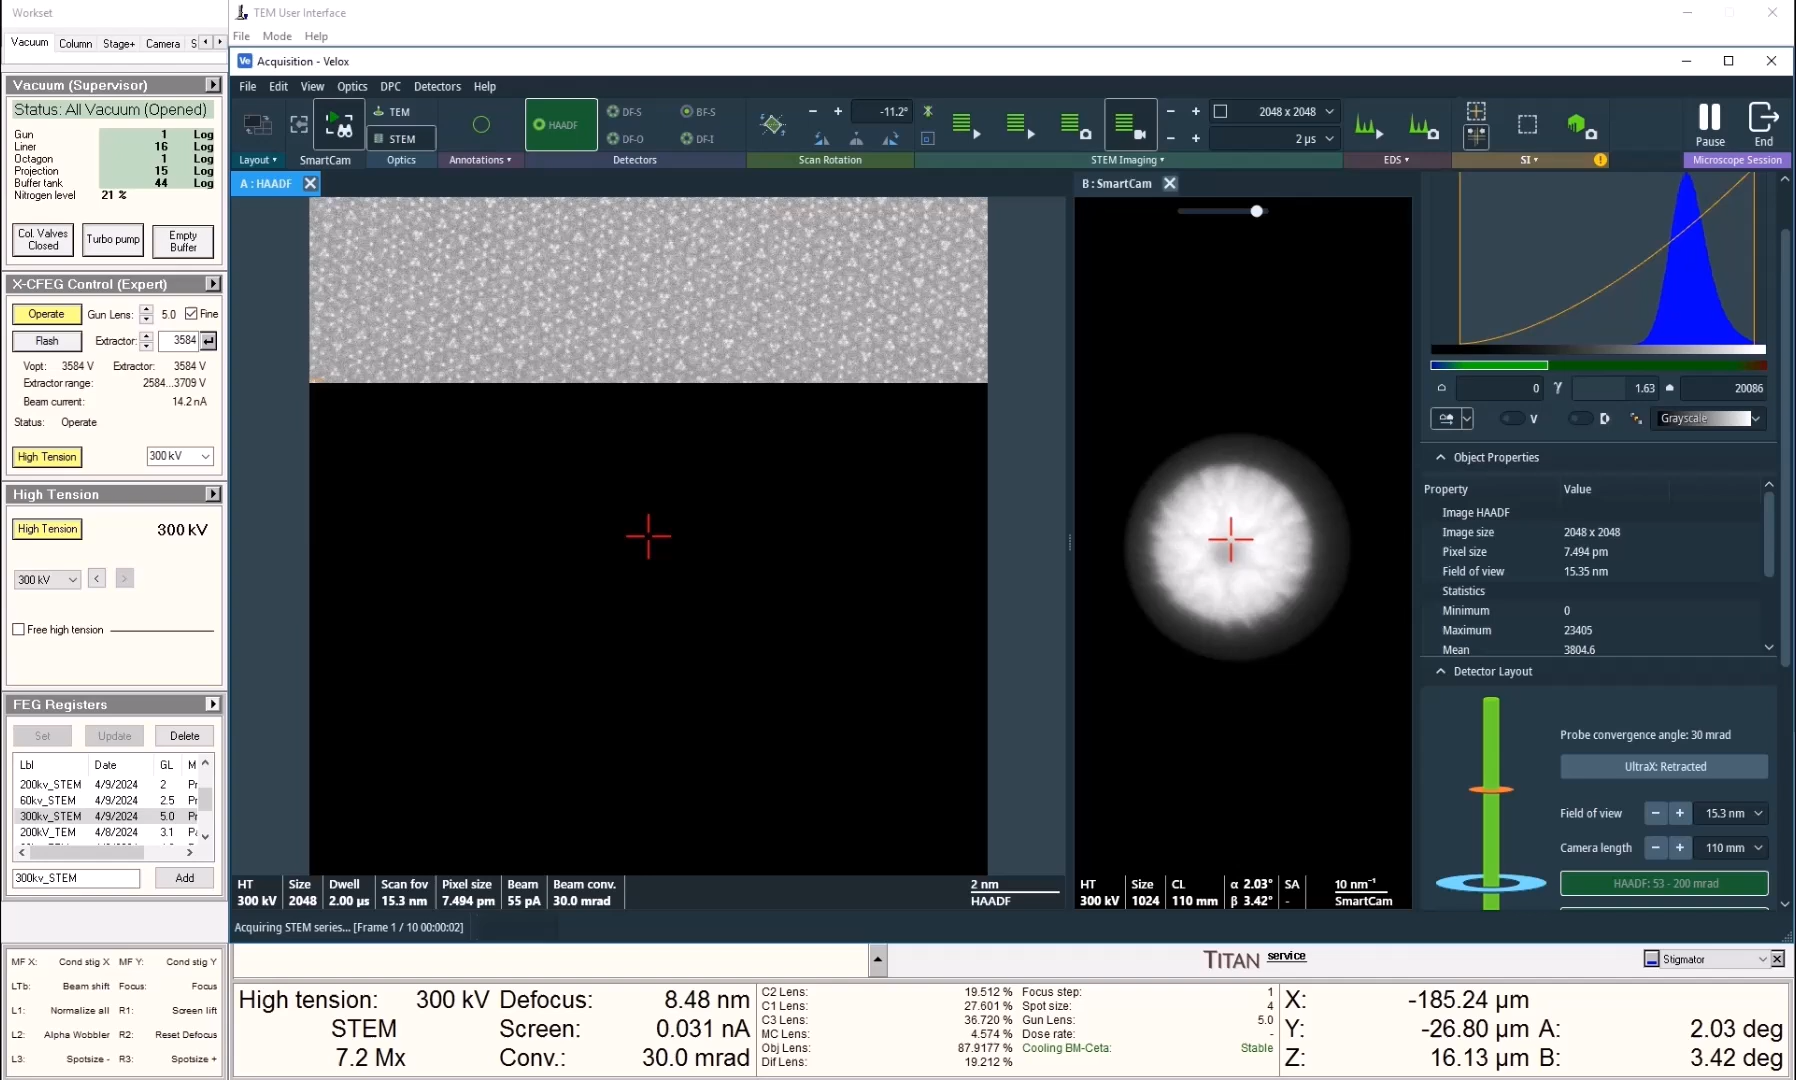 Workset
TEM User Interface
Vacuum Column Stage+ Camera S
File Mode Help
Acquisition - Velox
File Edit View Optics DPC Detectors Help
Vacuum (Supervisor)
Status: All Vacuum (Opened)
Gun 1 Log
Liner 16 Log
Octagon 1 Log
Projection 15 Log
Buffer tank 44 Log
Nitrogen level 21 %
Col. Valves Closed
Turbo pump
Empty Buffer
TEM
STEM
HAADF
DF-S BF-S
DF-O DF-I
-11.2°
2048 x 2048
2 µs
Pause
End
Layout SmartCam Optics Annotations Detectors Scan Rotation STEM Imaging EDS SI Microscope Session
A : HAADF
B : SmartCam
X-CFEG Control (Expert)
Operate Gun Lens: 5.0 Fine
Flash Extractor: 3584
Vopt: 3584 V Extractor: 3584 V
Extractor range: 2584...3709 V
Beam current: 14.2 nA
Status: Operate
High Tension 300 kV
High Tension
High Tension 300 kV
300 kV < >
Free high tension
FEG Registers
Set Update Delete
Lbl Date GL M
200kv_STEM 4/9/2024 2 Pr
60kv_STEM 4/9/2024 2.5 Pr
300kv_STEM 4/9/2024 5.0 Pr
200kV_TEM 4/8/2024 3.1
300kv_STEM Add
0 γ 1.63 20086
V D Grayscale
Object Properties
Property Value
Image HAADF
Image size 2048 x 2048
Pixel size 7.494 pm
Field of view 15.35 nm
Statistics
Minimum 0
Maximum 23405
Mean 3804.6
Detector Layout
Probe convergence angle: 30 mrad
UltraX: Retracted
Field of view - + 15.3 nm
Camera length - + 110 mm
HAADF: 53 - 200 mrad
HT Size Dwell Scan fov Pixel size Beam Beam conv. 2 nm
300 kV 2048 2.00 µs 15.3 nm 7.494 pm 55 pA 30.0 mrad HAADF
HT Size CL α 2.03° SA 10 nm⁻¹
300 kV 1024 110 mm β 3.42° - SmartCam
Acquiring STEM series... [Frame 1 / 10 00:00:02]
MF X: Cond stig X MF Y: Cond stig Y
LTb: Beam shift Focus: Focus
L1: Normalize all R1: Screen lift
L2: Alpha Wobbler R2: Reset Defocus
L3: Spotsize - R3: Spotsize +
TITAN service
Stigmator
High tension: 300 kV Defocus: 8.48 nm
STEM Screen: 0.031 nA
7.2 Mx Conv.: 30.0 mrad
C2 Lens: 19.512 % Focus step: 1
C1 Lens: 27.601 % Spot size: 4
C3 Lens: 36.720 % Gun Lens: 5.0
MC Lens: 4.574 % Dose rate: -
Obj Lens: 87.9177 % Cooling BM-Ceta: Stable
Dif Lens: 19.212 %
X: -185.24 µm
Y: -26.80 µm A: 2.03 deg
Z: 16.13 µm B: 3.42 deg